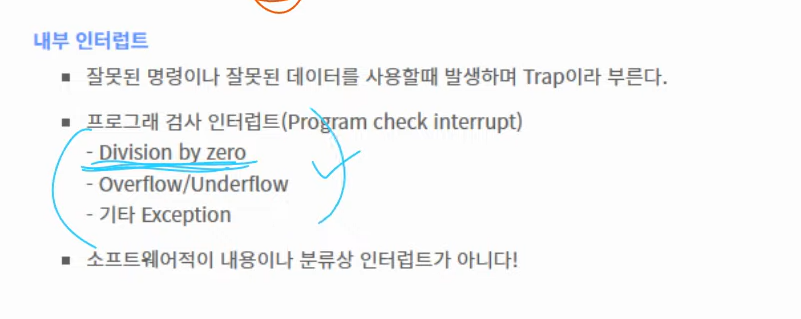 내부 인터럽트
▪ 잘못된 명령이나 잘못된 데이터를 사용할때 발생하며 Trap이라 부른다.
▪ 프로그래 검사 인터럽트(Program check interrupt)
- Division by zero
- Overflow/Underflow
- 기타 Exception
▪ 소프트웨어적이 내용이나 분류상 인터럽트가 아니다!